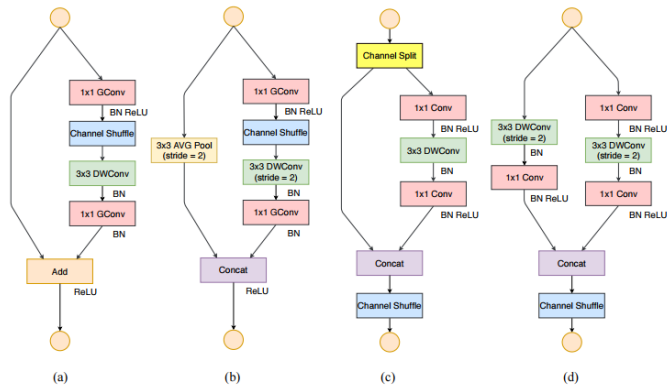 1x1 GConv
BN ReLU
Channel Shuffle
3x3 DWConv
BN
1x1 GConv
BN
Add
ReLU
(a)
1x1 GConv
BN ReLU
3x3 AVG Pool
(stride = 2)
Channel Shuffle
3x3 DWConv
(stride = 2)
BN
1x1 GConv
BN
Concat
ReLU
(b)
Channel Split
1x1 Conv
BN ReLU
3x3 DWConv
BN
1x1 Conv
BN ReLU
Concat
Channel Shuffle
(c)
3x3 DWConv
(stride = 2)
BN
1x1 Conv
BN ReLU
1x1 Conv
BN ReLU
3x3 DWConv
(stride = 2)
BN
1x1 Conv
BN ReLU
Concat
Channel Shuffle
(d)